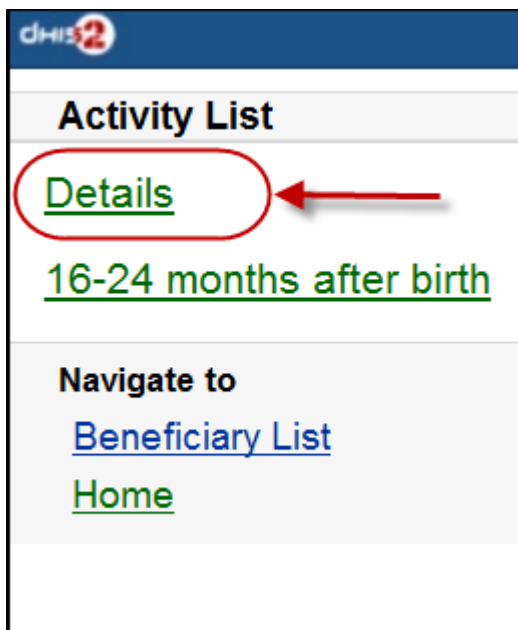 dHIS2
Activity List
Details
16-24 months after birth
Navigate to
Beneficiary List
Home